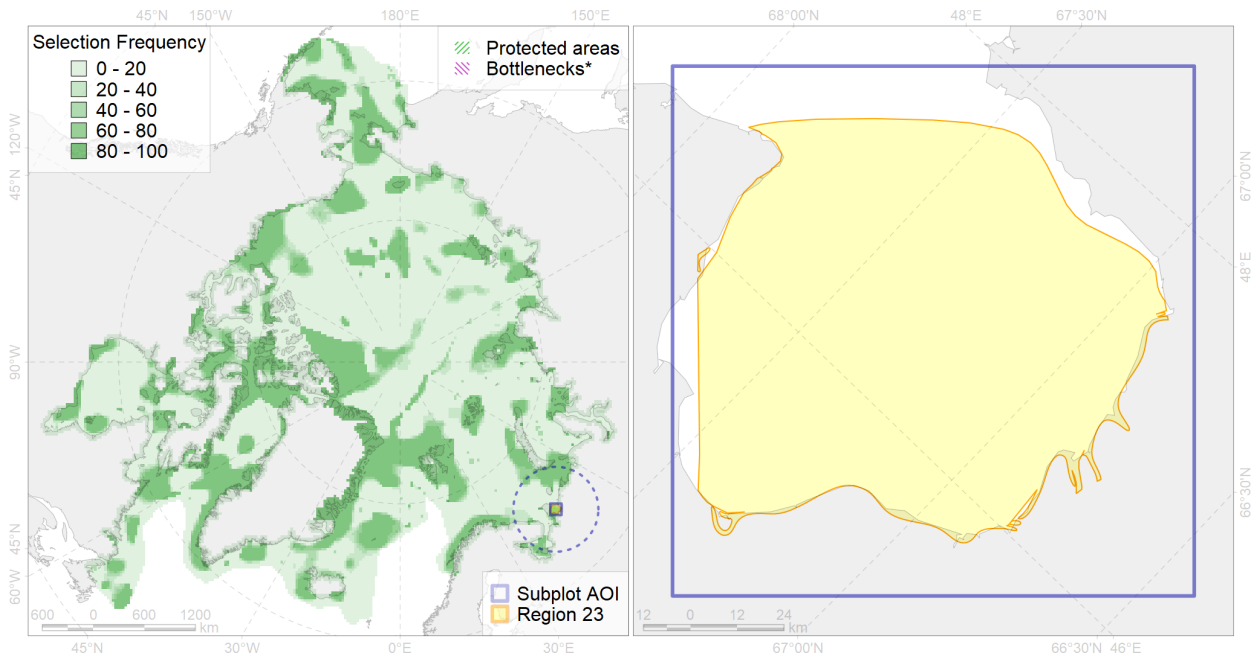 45°N 150°W 180°E 150°E 68°00'N 48°E 67°30'N
Selection Frequency
0 - 20
20 - 40
40 - 60
60 - 80
80 - 100
Protected areas
Bottlenecks*
120°W
45°N
90°W
45°N
60°W
67°00'N
48°E
66°30'N
Subplot AOI
Region 23
600 0 600 1200
km
12 0 12 24
km
45°N 30°W 0°E 30°E 67°00'N 66°30'N 46°E